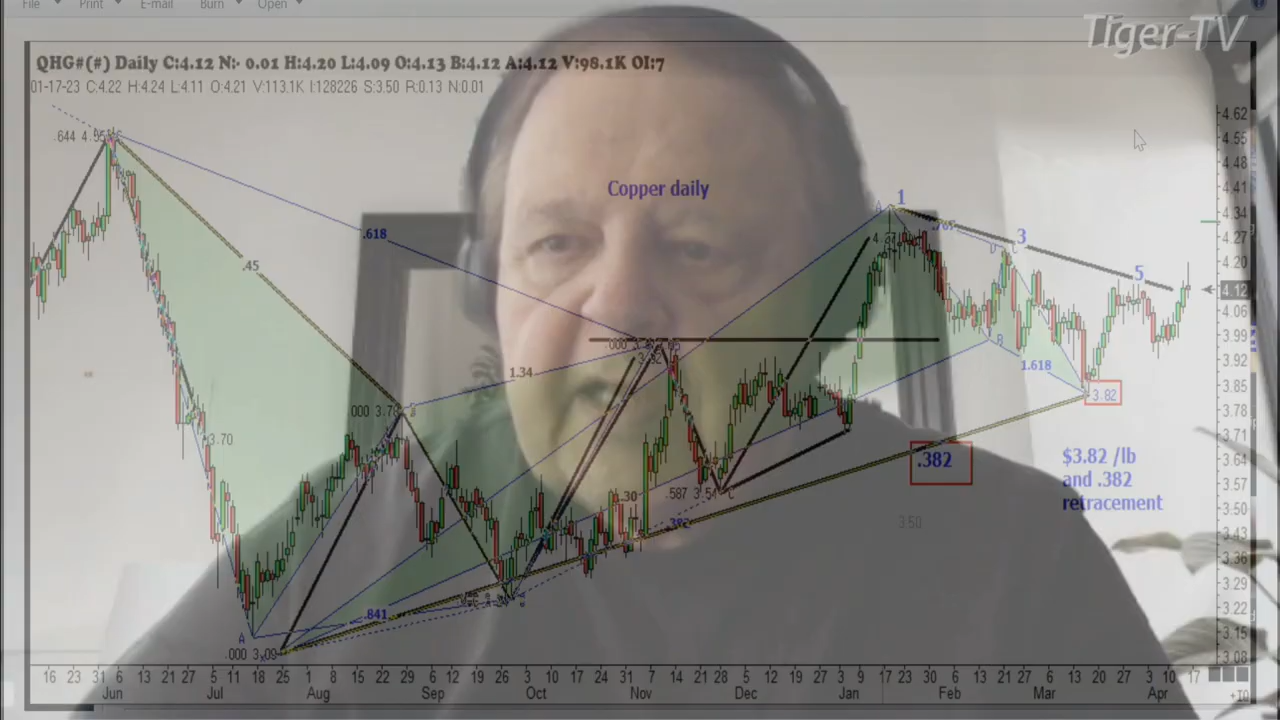 File Print E-mail Burn Open
Tiger-TV
QHG#(#) Daily C:4.12 N:- 0.01 H:4.20 L:4.09 O:4.13 B:4.12 A:4.12 V:98.1K OI:7
01-17-23 C:4.22 H:4.24 L:4.11 O:4.21 V:113.1K I:128226 S:3.50 R:0.13 N:0.01
Copper daily
.618
.45
1
3
5
D
C
A
1.34
.000 3.78
3.70
B
1.618
3.82
.382
$3.82 /lb
and .382
retracement
.30
.587 3.54
C
.382
3.50
.841
A
.000 3.09
4.62
4.55
4.48
4.41
4.34
4.27
4.20
4.12
4.06
3.99
3.92
3.85
3.78
3.71
3.64
3.57
3.50
3.43
3.36
3.29
3.22
3.15
3.08
16 23 31 6 13 21 27 5 11 18 25 1 8 15 22 29 6 12 19 26 3 10 17 24 31 7 14 21 28 5 12 19 27 3 9 17 23 30 6 13 21 27 6 13 20 27 3 10 17
Jun Jul Aug Sep Oct Nov Dec Jan Feb Mar Apr